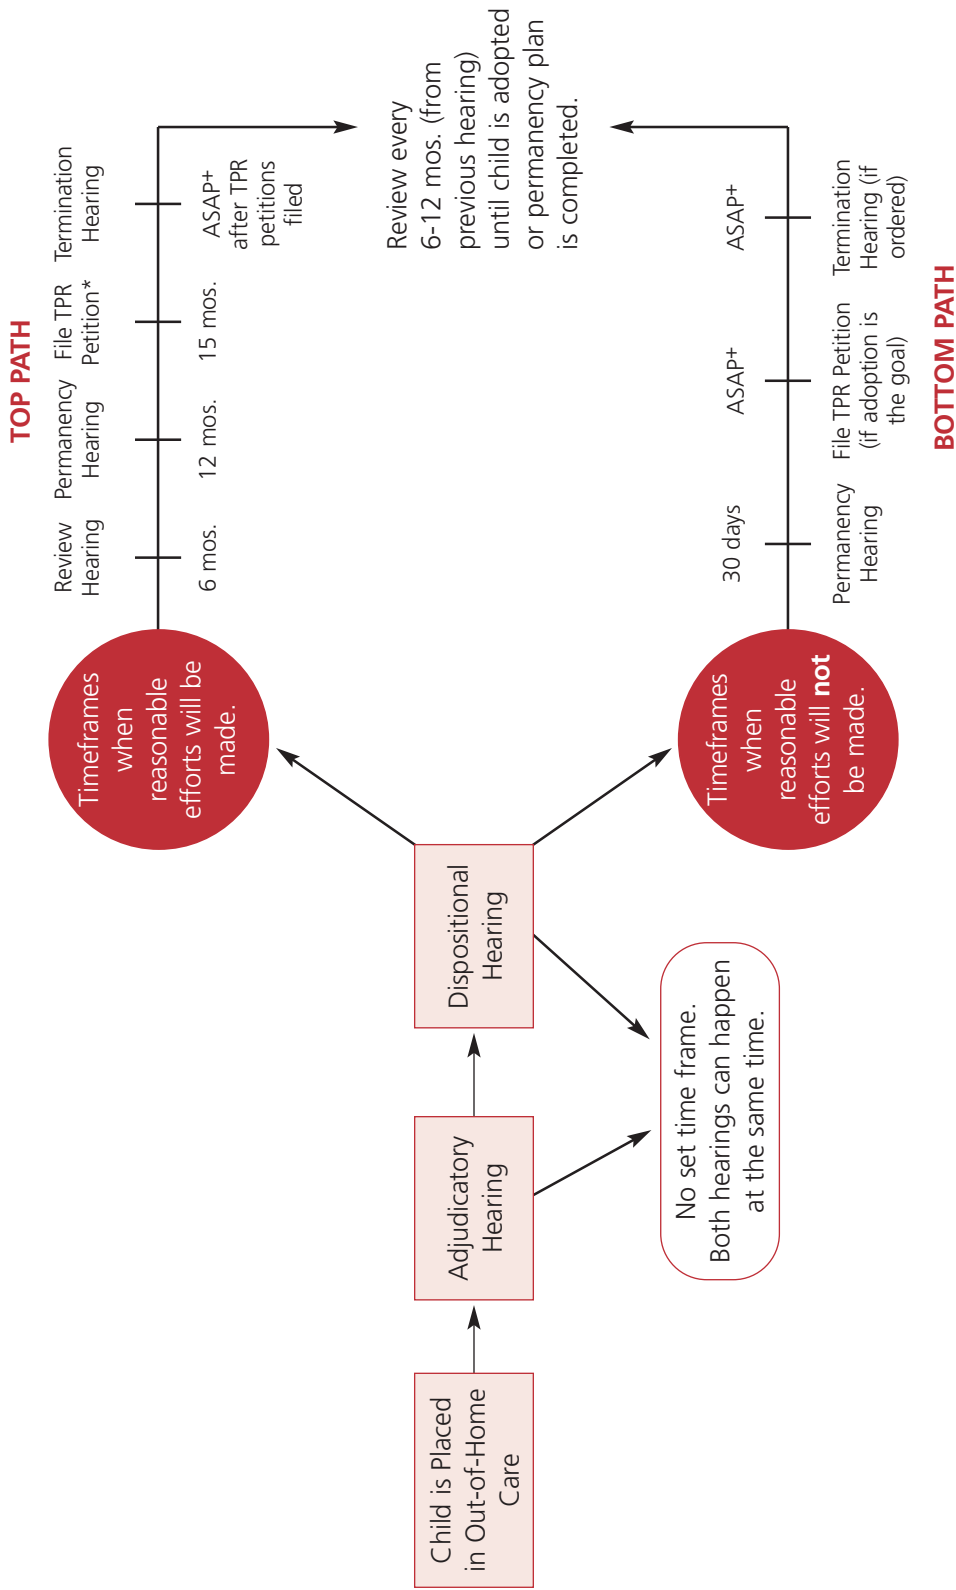 Child is Placed
in Out-of-Home
Care
Adjudicatory
Hearing
Dispositional
Hearing
No set time frame.
Both hearings can happen
at the same time.
TOP PATH
Timeframes
when
reasonable
efforts will be
made.
Review
Hearing
6 mos.
Permanency
Hearing
12 mos.
File TPR
Petition*
15 mos.
Termination
Hearing
ASAP+
after TPR
petitions
filed
Review every
6-12 mos. (from
previous hearing)
until child is adopted
or permanency plan
is completed.
Timeframes
when
reasonable
efforts will not
be made.
30 days
Permanency
Hearing
ASAP+
File TPR Petition
(if adoption is
the goal)
ASAP+
Termination
Hearing (if
ordered)
BOTTOM PATH